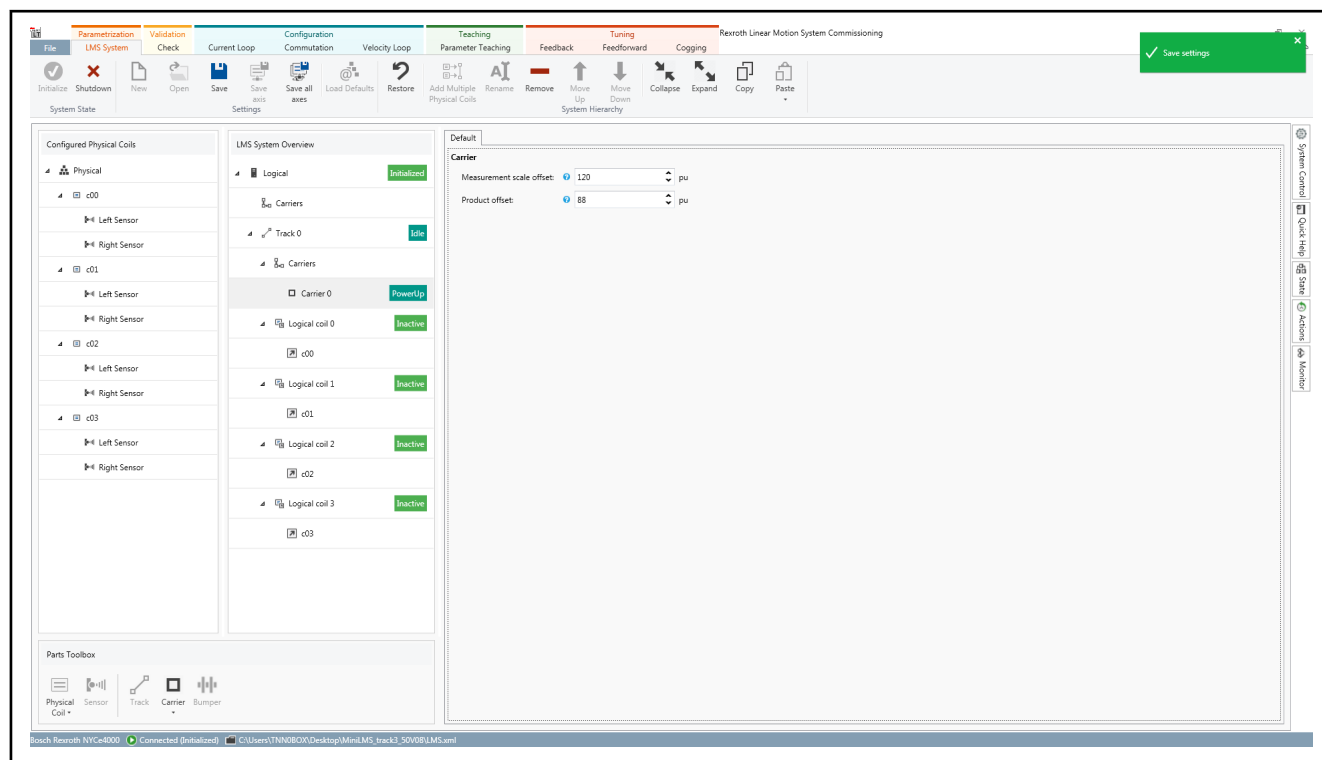 Parametrization Validation Configuration Teaching Tuning Rexroth Linear Motion System Commissioning
File LMS System Check Current Loop Commutation Velocity Loop Parameter Teaching Feedback Feedforward Cogging
Save settings
Initialize Shutdown New Open Save Save axis Save all axes Load Defaults Restore Add Multiple Physical Coils Rename Remove Move Up Move Down Collapse Expand Copy Paste
System State Settings System Hierarchy
Configured Physical Coils
Physical
c00
Left Sensor
Right Sensor
c01
Left Sensor
Right Sensor
c02
Left Sensor
Right Sensor
c03
Left Sensor
Right Sensor
LMS System Overview
Logical Initialized
Carriers
Track 0 Idle
Carriers
Carrier 0 PowerUp
Logical coil 0 Inactive
c00
Logical coil 1 Inactive
c01
Logical coil 2 Inactive
c02
Logical coil 3 Inactive
c03
Default
Carrier
Measurement scale offset: 120 pu
Product offset: 88 pu
System Control
Quick Help
State
Actions
Monitor
Parts Toolbox
Physical Coil Sensor Track Carrier Bumper
Bosch Rexroth NYCe4000 Connected (Initialized) C:\Users\TNN0BOX\Desktop\MiniLMS_track3_50V08\LMS.xml